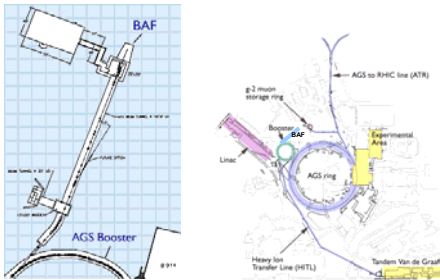 BAF
AGS Booster
AGS to RHIC line (ATR)
g-2 muon
storage ring
Booster
BAF
Experimental
Area
Linac
AGS ring
Heavy Ion
Transfer Line (HITL)
Tandem Van de Graaff